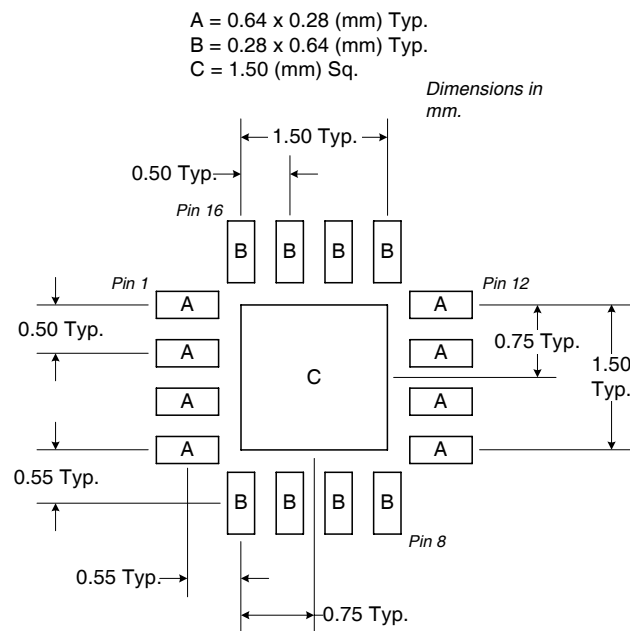 A = 0.64 x 0.28 (mm) Typ.
B = 0.28 x 0.64 (mm) Typ.
C = 1.50 (mm) Sq.
Dimensions in
mm.
1.50 Typ.
0.50 Typ.
Pin 16
B B B B
Pin 1
Pin 12
A A
0.50 Typ.
0.75 Typ.
A A
1.50
Typ.
C
A A
A A
0.55 Typ.
B B B B
Pin 8
0.55 Typ.
0.75 Typ.